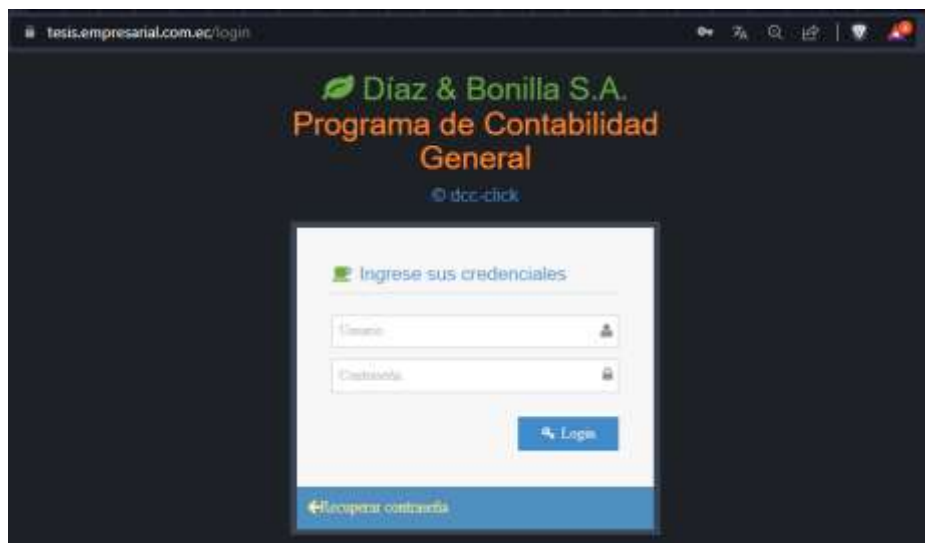 tesis.empresarial.com.ec/login
Díaz & Bonilla S.A.
Programa de Contabilidad
General
© dcc-click
Ingrese sus credenciales
Usuario
Contraseña
Login
Recuperar contraseña